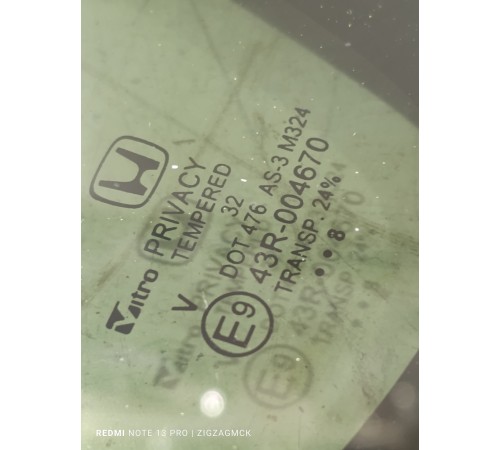 Vitro PRIVACY
TEMPERED
V 32
DOT 476 AS-3 M324
E9 43R-004670
TRANSP. 24%
• • 8
REDMI NOTE 13 PRO | ZIGZAGMCK